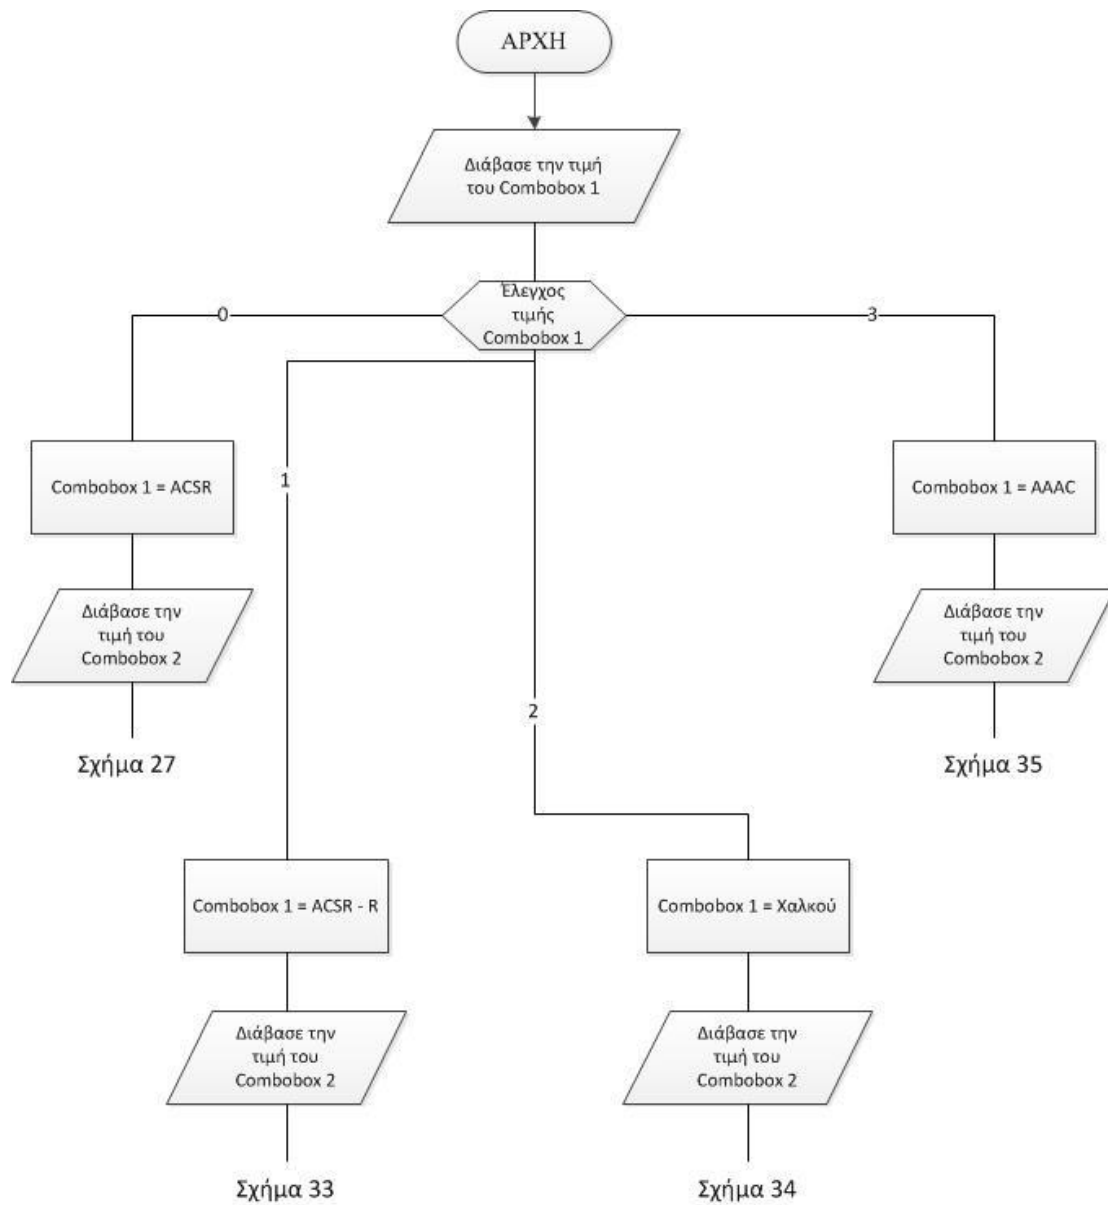 ΑΡΧΗ
Διάβασε την τιμή
του Combobox 1
Έλεγχος
τιμής
Combobox 1
0
3
Combobox 1 = ACSR
1
Combobox 1 = AAAC
Διάβασε την
τιμή του
Combobox 2
Διάβασε την
τιμή του
Combobox 2
2
Σχήμα 27
Σχήμα 35
Combobox 1 = ACSR - R
Combobox 1 = Χαλκού
Διάβασε την
τιμή του
Combobox 2
Διάβασε την
τιμή του
Combobox 2
Σχήμα 33
Σχήμα 34